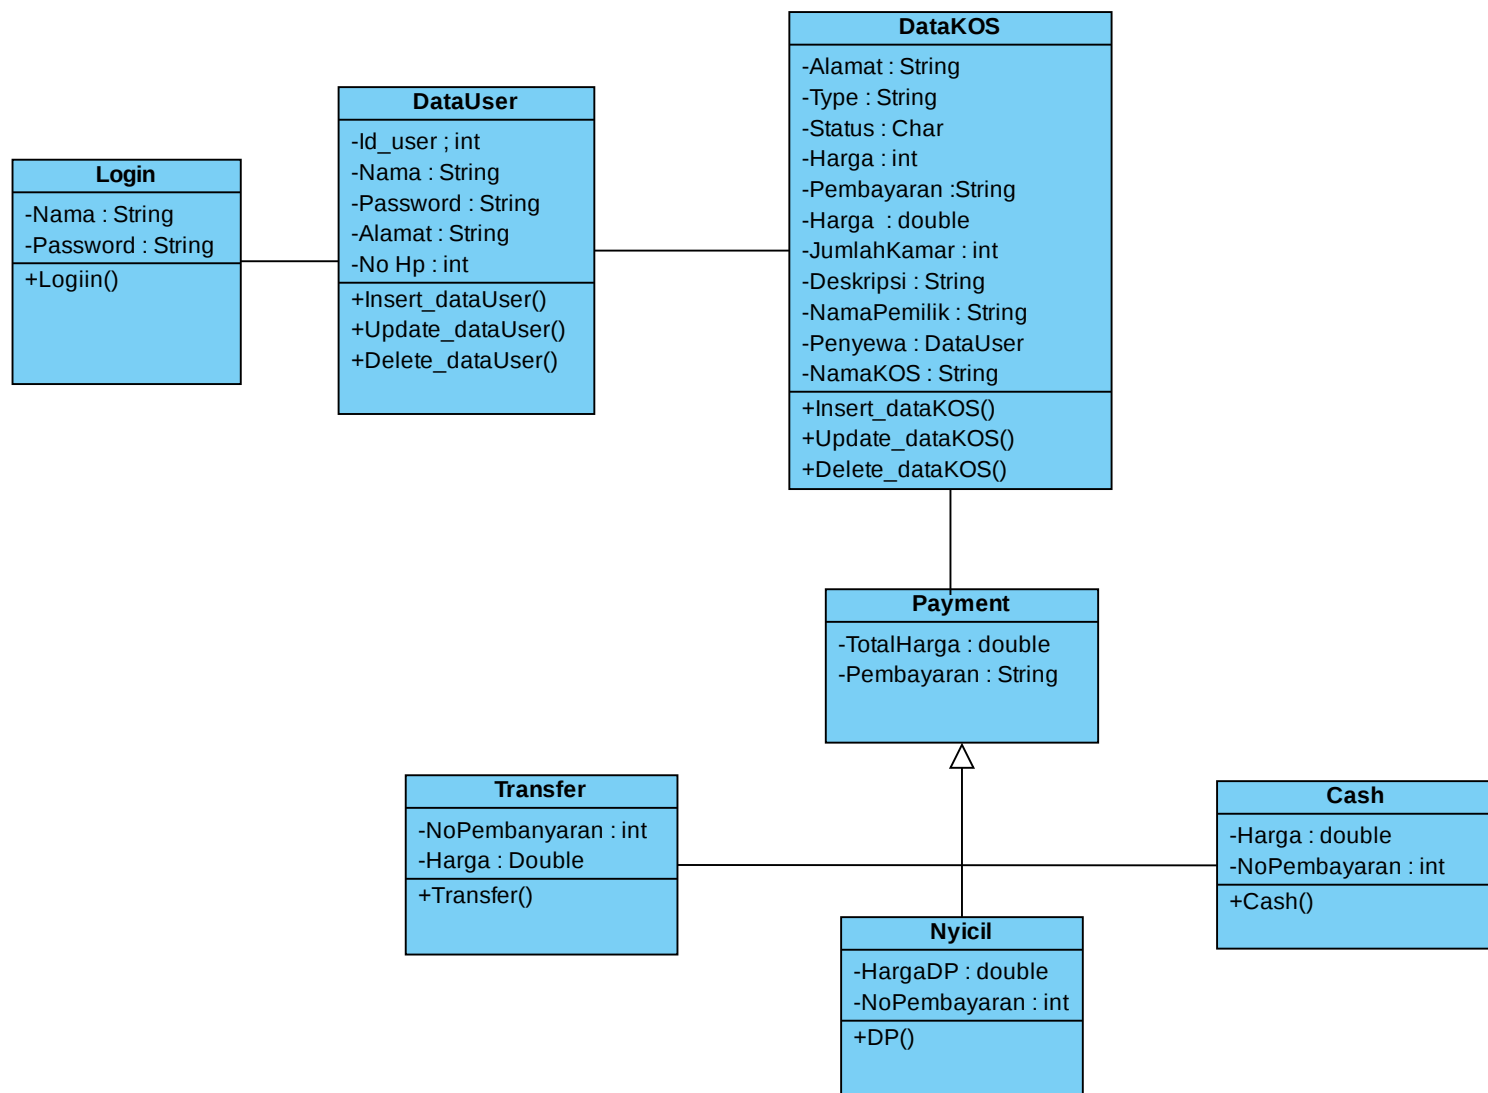 Login
-Nama : String
-Password : String
+Logiin()
DataUser
-Id_user ; int
-Nama : String
-Password : String
-Alamat : String
-No Hp : int
+Insert_dataUser()
+Update_dataUser()
+Delete_dataUser()
DataKOS
-Alamat : String
-Type : String
-Status : Char
-Harga : int
-Pembayaran :String
-Harga  : double
-JumlahKamar : int
-Deskripsi : String
-NamaPemilik : String
-Penyewa : DataUser
-NamaKOS : String
+Insert_dataKOS()
+Update_dataKOS()
+Delete_dataKOS()
Payment
-TotalHarga : double
-Pembayaran : String
Transfer
-NoPembanyaran : int
-Harga : Double
+Transfer()
Nyicil
-HargaDP : double
-NoPembayaran : int
+DP()
Cash
-Harga : double
-NoPembayaran : int
+Cash()